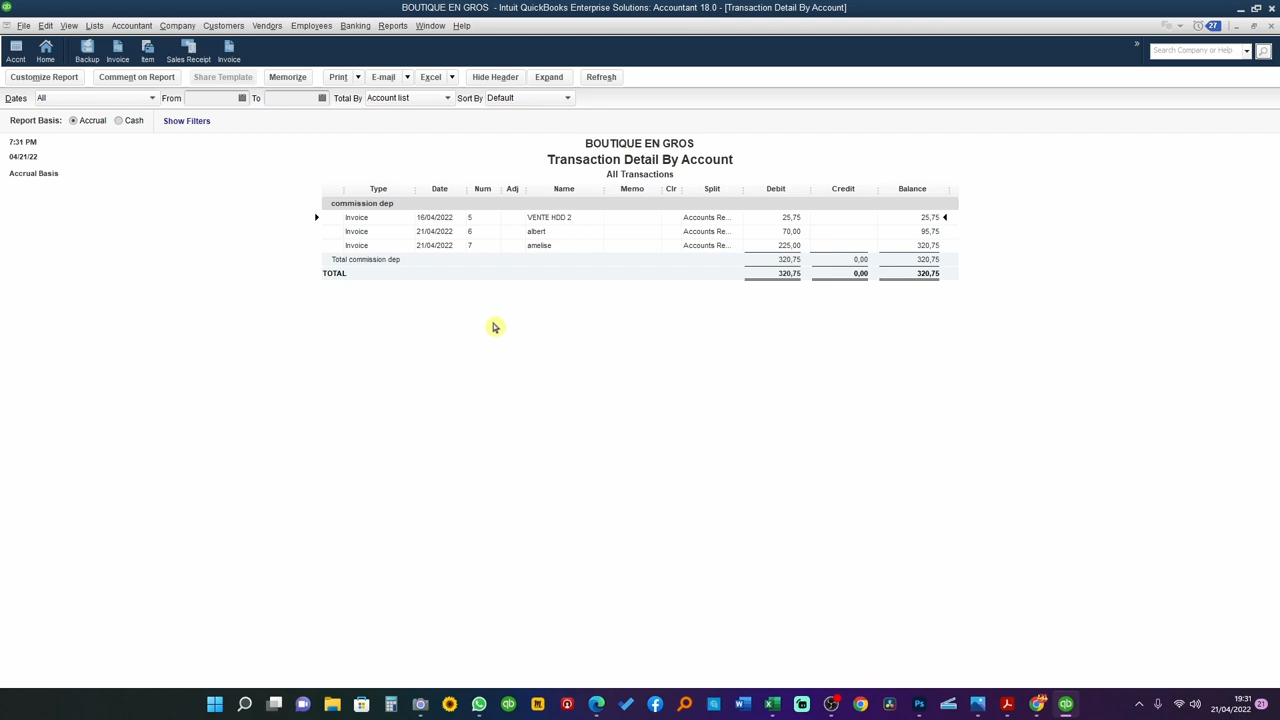 BOUTIQUE EN GROS - Intuit QuickBooks Enterprise Solutions: Accountant 18.0 - [Transaction Detail By Account]
File Edit View Lists Accountant Company Customers Vendors Employees Banking Reports Window Help 27
Accnt Home Backup Invoice Item Sales Receipt Invoice » Search Company or Help
Customize Report Comment on Report Share Template Memorize Print E-mail Excel Hide Header Expand Refresh
Dates All From To Total By Account list Sort By Default
Report Basis: Accrual Cash Show Filters
7:31 PM BOUTIQUE EN GROS
04/21/22 Transaction Detail By Account
Accrual Basis All Transactions
Type Date Num Adj Name Memo Clr Split Debit Credit Balance
commission dep
Invoice 16/04/2022 5 VENTE HDD 2 Accounts Re... 25,75 25,75
Invoice 21/04/2022 6 albert Accounts Re... 70,00 95,75
Invoice 21/04/2022 7 amelise Accounts Re... 225,00 320,75
Total commission dep 320,75 0,00 320,75
TOTAL 320,75 0,00 320,75
19:31
21/04/2022 21